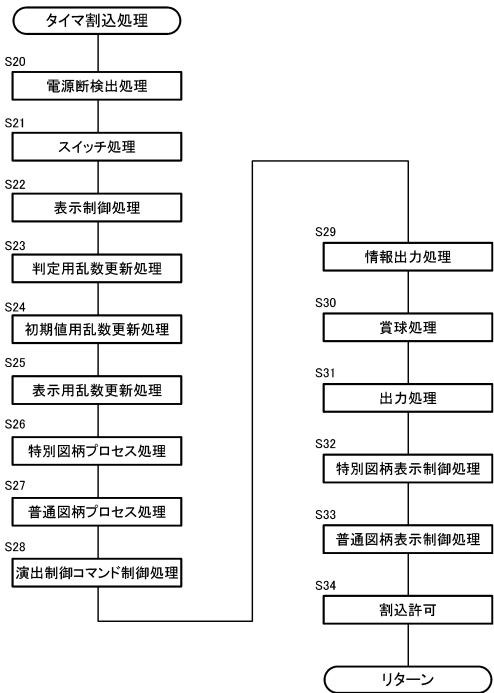 タイマ割込処理
S20
電源断検出処理
S21
スイッチ処理
S22
表示制御処理
S23
判定用乱数更新処理
S24
初期値用乱数更新処理
S25
表示用乱数更新処理
S26
特別図柄プロセス処理
S27
普通図柄プロセス処理
S28
演出制御コマンド制御処理
S29
情報出力処理
S30
賞球処理
S31
出力処理
S32
特別図柄表示制御処理
S33
普通図柄表示制御処理
S34
割込許可
リターン